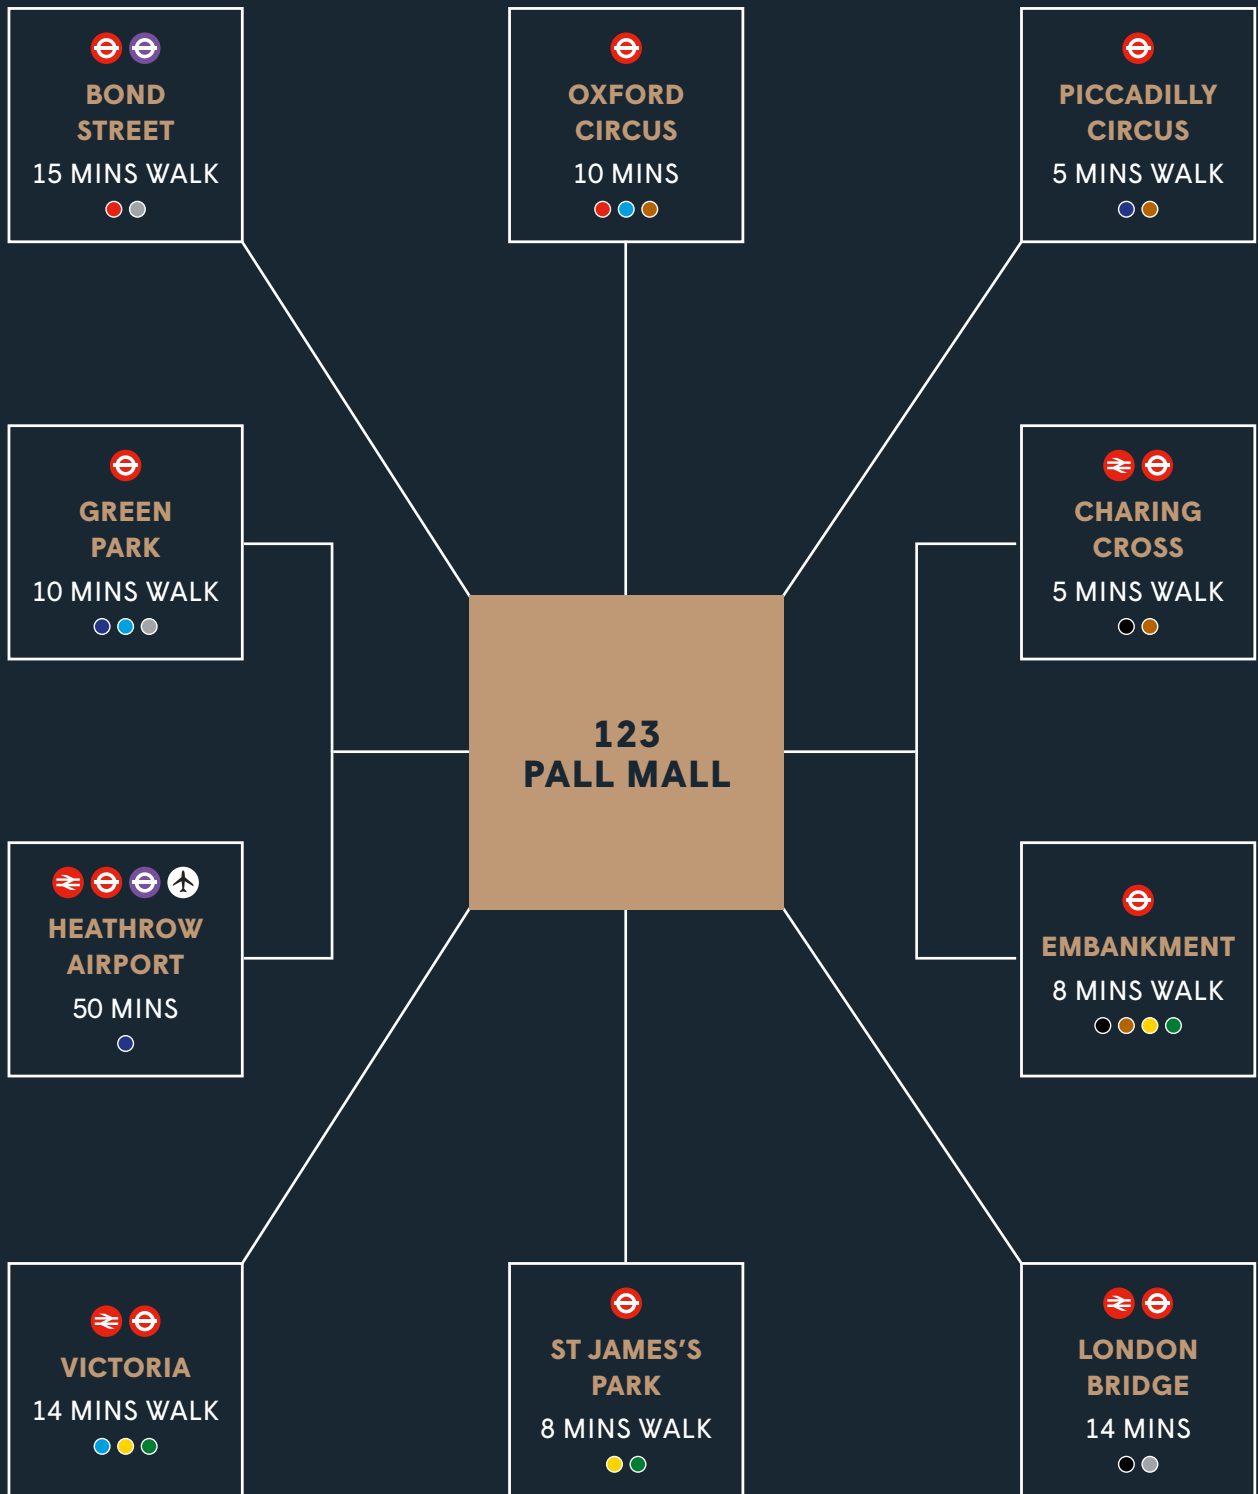 BOND
STREET
15 MINS WALK
OXFORD
CIRCUS
10 MINS
PICCADILLY
CIRCUS
5 MINS WALK
GREEN
PARK
10 MINS WALK
CHARING
CROSS
5 MINS WALK
123
PALL MALL
HEATHROW
AIRPORT
50 MINS
EMBANKMENT
8 MINS WALK
VICTORIA
14 MINS WALK
ST JAMES'S
PARK
8 MINS WALK
LONDON
BRIDGE
14 MINS